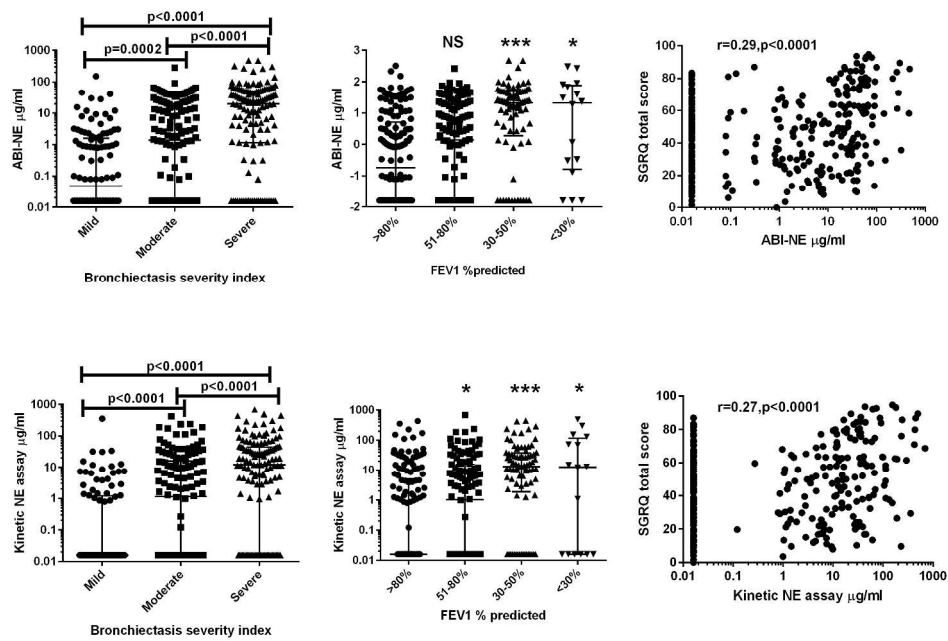 p<0.0001
p=0.0002
p<0.0001
ABI-NE µg/ml
1000
100
10
1
0.1
0.01
Mild
Moderate
Severe
Bronchiectasis severity index
NS
***
*
ABI-NE µg/ml
3
2
1
0
-1
-2
>80%
51-80%
30-50%
<30%
FEV1 %predicted
r=0.29,p<0.0001
SGRQ total score
100
80
60
40
20
0
0.01
0.1
1
10
100
1000
ABI-NE µg/ml
p<0.0001
p<0.0001
p<0.0001
Kinetic NE assay µg/ml
1000
100
10
1
0.1
0.01
Mild
Moderate
Severe
Bronchiectasis severity index
*
***
*
Kinetic NE assay µg/ml
1000
100
10
1
0.1
0.01
>80%
51-80%
30-50%
<30%
FEV1 % predicted
r=0.27,p<0.0001
SGRQ total score
100
80
60
40
20
0
0.01
0.1
1
10
100
1000
Kinetic NE assay µg/ml